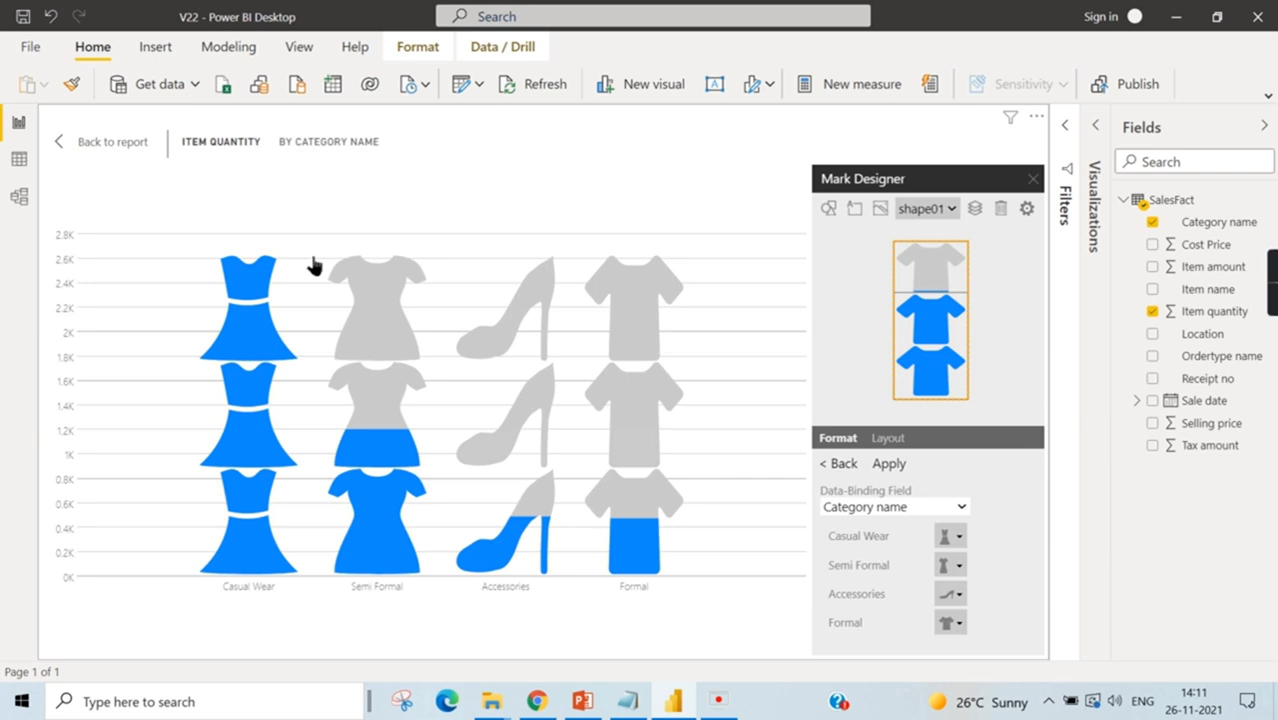 V22 - Power BI Desktop
Search
Sign in
File
Home
Insert
Modeling
View
Help
Format
Data / Drill
Get data
Refresh
New visual
New measure
Sensitivity
Publish
Back to report
ITEM QUANTITY
BY CATEGORY NAME
2.8K
2.6K
2.4K
2.2K
2K
1.8K
1.6K
1.4K
1.2K
1K
0.8K
0.6K
0.4K
0.2K
0K
Casual Wear
Semi Formal
Accessories
Formal
Mark Designer
shape01
Format
Layout
< Back
Apply
Data-Binding Field
Category name
Casual Wear
Semi Formal
Accessories
Formal
Filters
Visualizations
Fields
Search
SalesFact
Category name
Cost Price
Item amount
Item name
Item quantity
Location
Ordertype name
Receipt no
Sale date
Selling price
Tax amount
Page 1 of 1
Type here to search
26°C Sunny
ENG
14:11
26-11-2021